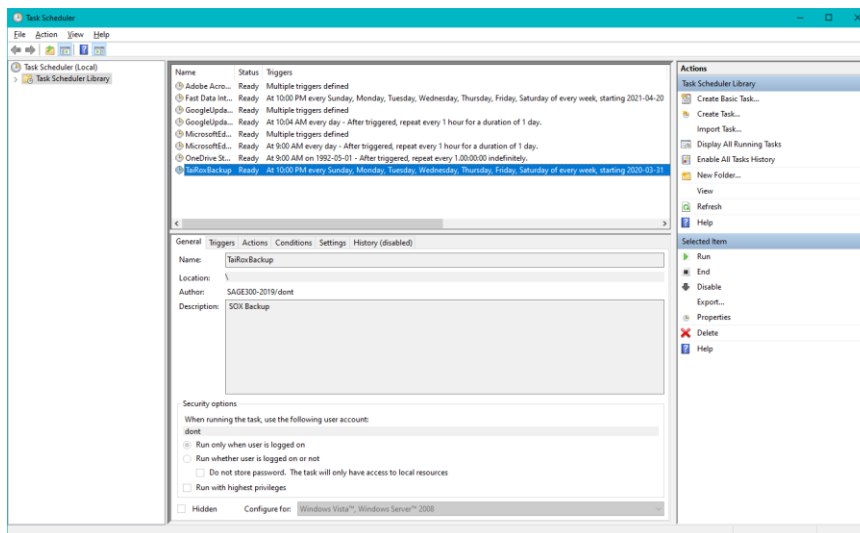 Task Scheduler
File Action View Help
Task Scheduler (Local)
Task Scheduler Library
Name Status Triggers
Adobe Acro... Ready Multiple triggers defined
Fast Data Int... Ready At 10:00 PM every Sunday, Monday, Tuesday, Wednesday, Thursday, Friday, Saturday of every week, starting 2021-04-20
GoogleUpda... Ready Multiple triggers defined
GoogleUpda... Ready At 10:04 AM every day - After triggered, repeat every 1 hour for a duration of 1 day.
MicrosoftEd... Ready Multiple triggers defined
MicrosoftEd... Ready At 9:00 AM every day - After triggered, repeat every 1 hour for a duration of 1 day.
OneDrive St... Ready At 9:00 AM on 1992-05-01 - After triggered, repeat every 1.00:00:00 indefinitely.
TaiRoxBackup Ready At 10:00 PM every Sunday, Monday, Tuesday, Wednesday, Thursday, Friday, Saturday of every week, starting 2020-03-31
General Triggers Actions Conditions Settings History (disabled)
Name: TaiRoxBackup
Location: \
Author: SAGE300-2019/dont
Description: SOX Backup
Security options
When running the task, use the following user account:
dont
Run only when user is logged on
Run whether user is logged on or not
Do not store password. The task will only have access to local resources
Run with highest privileges
Hidden Configure for: Windows Vista™, Windows Server™ 2008
Actions
Task Scheduler Library
Create Basic Task...
Create Task...
Import Task...
Display All Running Tasks
Enable All Tasks History
New Folder...
View
Refresh
Help
Selected Item
Run
End
Disable
Export...
Properties
Delete
Help